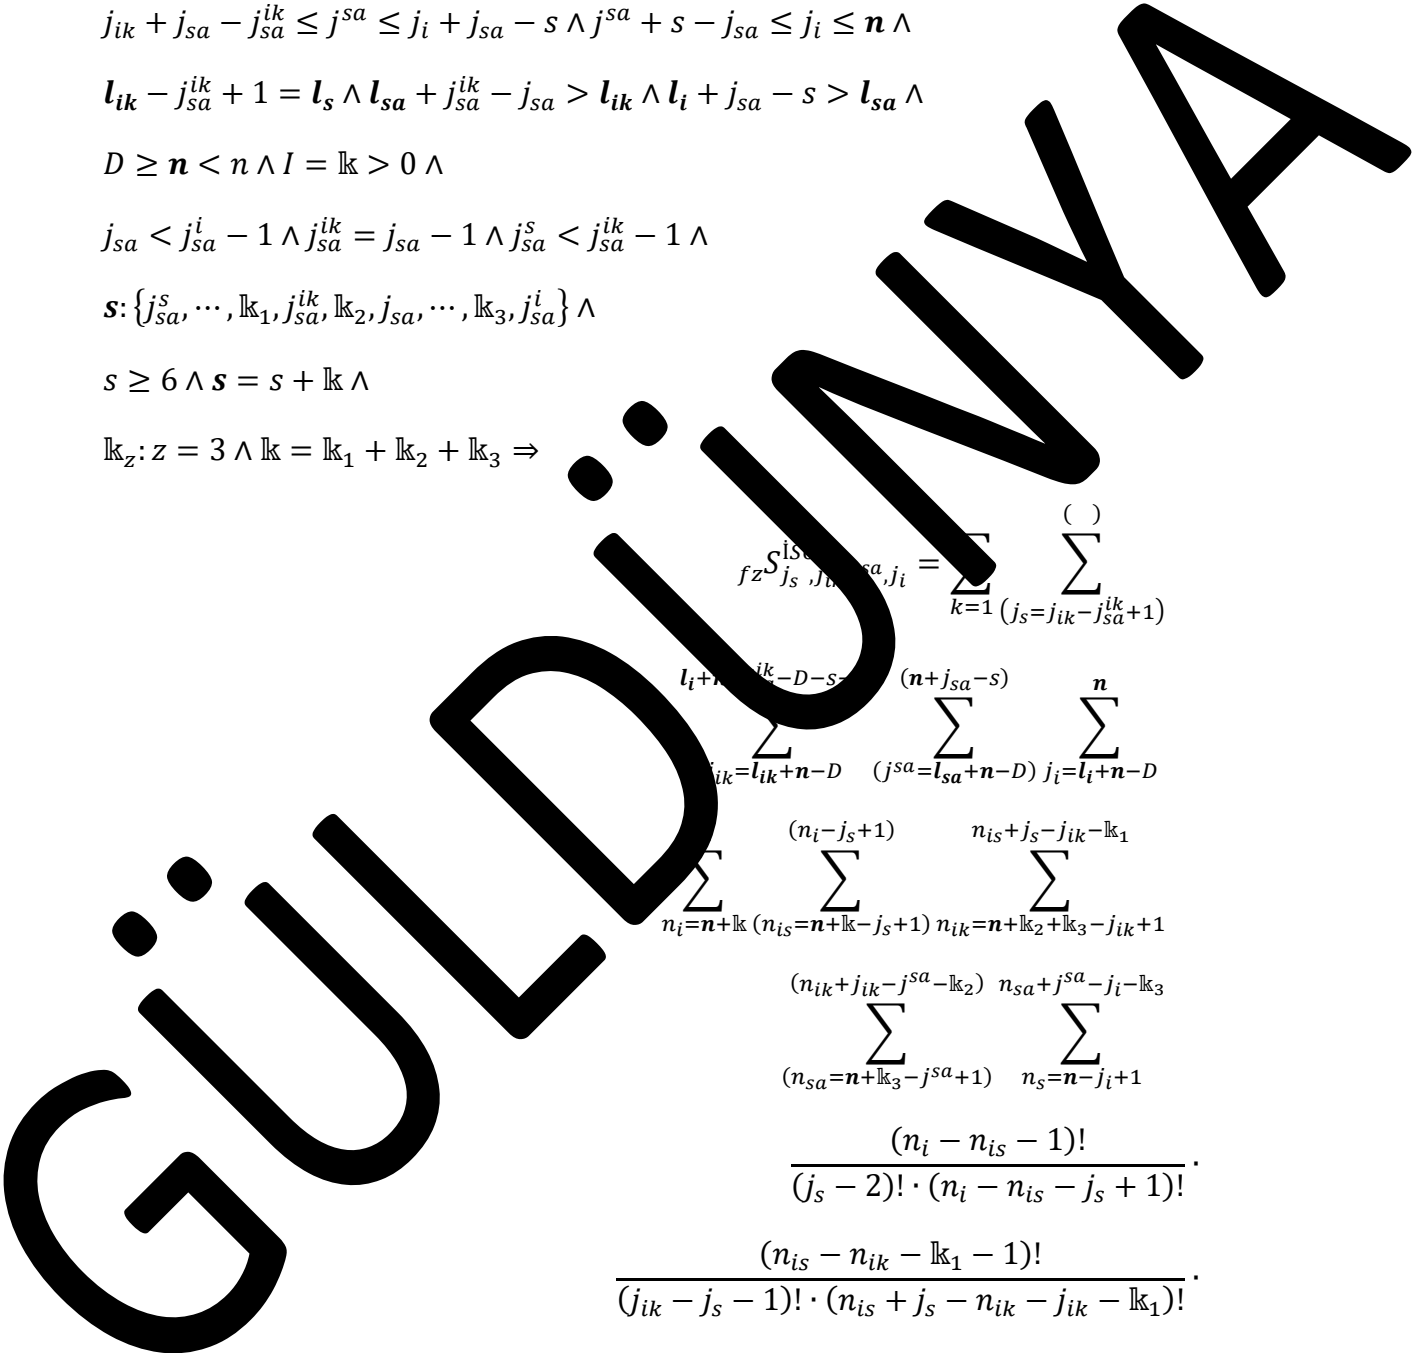 j_{ik} + j_{sa} − j_{sa}^{ik} ≤ j^{sa} ≤ j_i + j_{sa} − s ∧ j^{sa} + s − j_{sa} ≤ j_i ≤ n ∧
l_{ik} − j_{sa}^{ik} + 1 = l_s ∧ l_{sa} + j_{sa}^{ik} − j_{sa} > l_{ik} ∧ l_i + j_{sa} − s > l_{sa} ∧
D ≥ n < n ∧ I = 𝕜 > 0 ∧
j_{sa} < j_{sa}^i − 1 ∧ j_{sa}^{ik} = j_{sa} − 1 ∧ j_{sa}^s < j_{sa}^{ik} − 1 ∧
s: {j_{sa}^s, ⋯ , 𝕜_1, j_{sa}^{ik}, 𝕜_2, j_{sa}, ⋯ , 𝕜_3, j_{sa}^i} ∧
s ≥ 6 ∧ s = s + 𝕜 ∧
𝕜_z: z = 3 ∧ 𝕜 = 𝕜_1 + 𝕜_2 + 𝕜_3 ⇒
( )
_{fz}S_{j_s ,j_i} = ∑ ∑
k=1 (j_s=j_{ik}−j_{sa}^{ik}+1)
l_i+ −D−s− (n+j_{sa}−s) n
∑ ∑ ∑
_{ik}=l_{ik}+n−D (j^{sa}=l_{sa}+n−D) j_i=l_i+n−D
(n_i−j_s+1) n_{is}+j_s−j_{ik}−𝕜_1
∑ ∑ ∑
n_i=n+𝕜 (n_{is}=n+𝕜−j_s+1) n_{ik}=n+𝕜_2+𝕜_3−j_{ik}+1
(n_{ik}+j_{ik}−j^{sa}−𝕜_2) n_{sa}+j^{sa}−j_i−𝕜_3
∑ ∑
(n_{sa}=n+𝕜_3−j^{sa}+1) n_s=n−j_i+1
(n_i − n_{is} − 1)!
(j_s − 2)! · (n_i − n_{is} − j_s + 1)! ·
(n_{is} − n_{ik} − 𝕜_1 − 1)!
(j_{ik} − j_s − 1)! · (n_{is} + j_s − n_{ik} − j_{ik} − 𝕜_1)! ·
GÜLDÜNYA